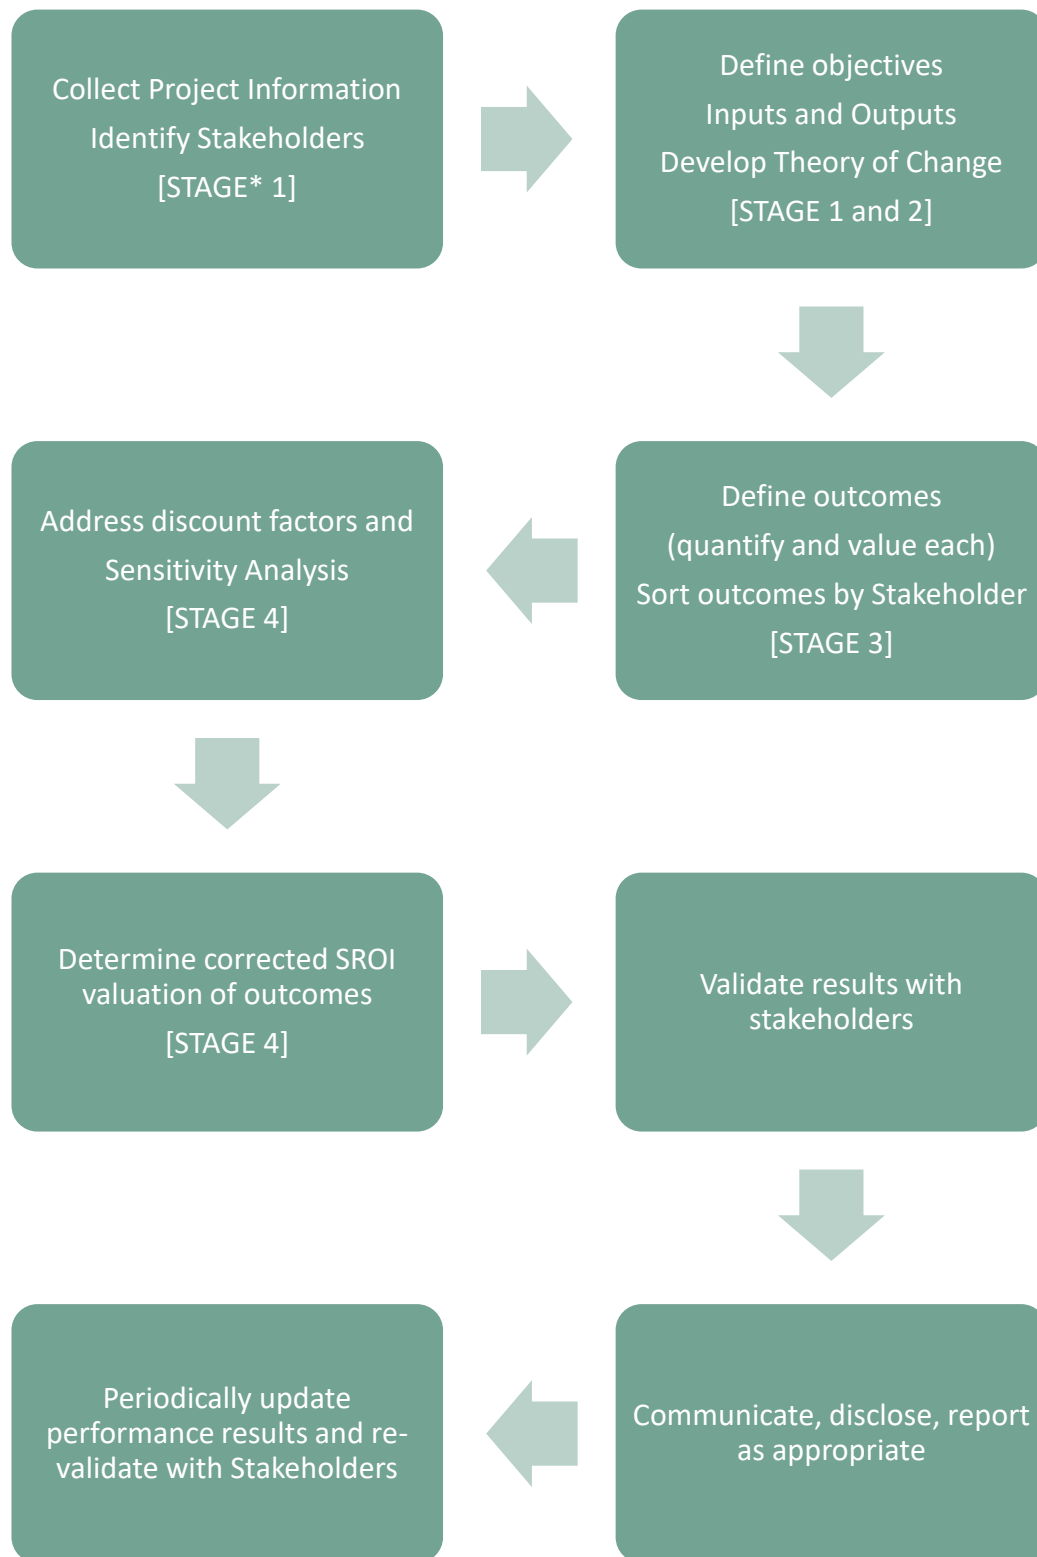 Collect Project Information
Identify Stakeholders
[STAGE* 1]
Define objectives
Inputs and Outputs
Develop Theory of Change
[STAGE 1 and 2]
Define outcomes
(quantify and value each)
Sort outcomes by Stakeholder
[STAGE 3]
Address discount factors and
Sensitivity Analysis
[STAGE 4]
Determine corrected SROI
valuation of outcomes
[STAGE 4]
Validate results with
stakeholders
Communicate, disclose, report
as appropriate
Periodically update
performance results and re-
validate with Stakeholders